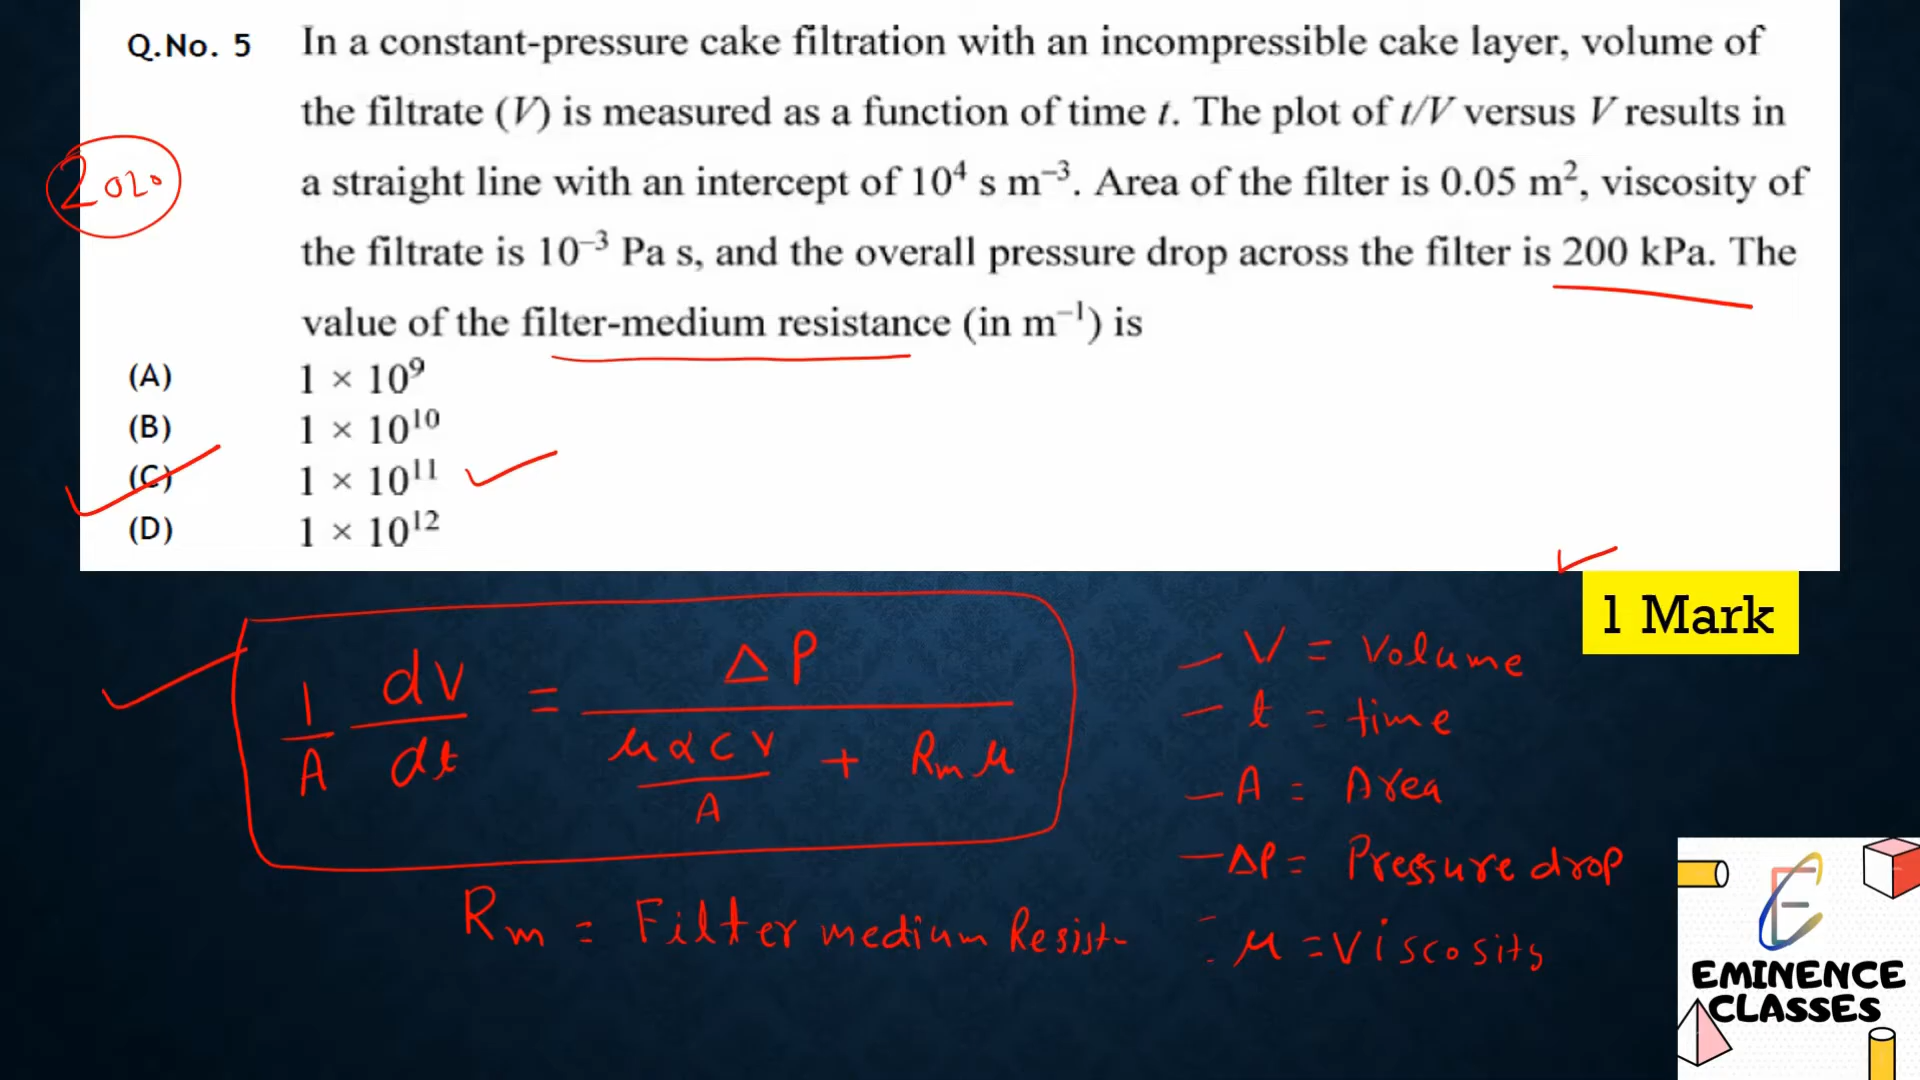 Q.No. 5 In a constant-pressure cake filtration with an incompressible cake layer, volume of
the filtrate (V) is measured as a function of time t. The plot of t/V versus V results in
2020
a straight line with an intercept of 10⁴ s m⁻³. Area of the filter is 0.05 m², viscosity of
the filtrate is 10⁻³ Pa s, and the overall pressure drop across the filter is 200 kPa. The
value of the filter-medium resistance (in m⁻¹) is
(A) 1 × 10⁹
(B) 1 × 10¹⁰
(C) 1 × 10¹¹
(D) 1 × 10¹²
1 Mark
1/A dV/dt = ΔP / (μαcV/A + Rₘμ)
Rm = Filter medium Resist-
– V = Volume
– t = time
– A = Area
– ΔP = Pressure drop
μ = Viscosity
E
EMINENCE
CLASSES